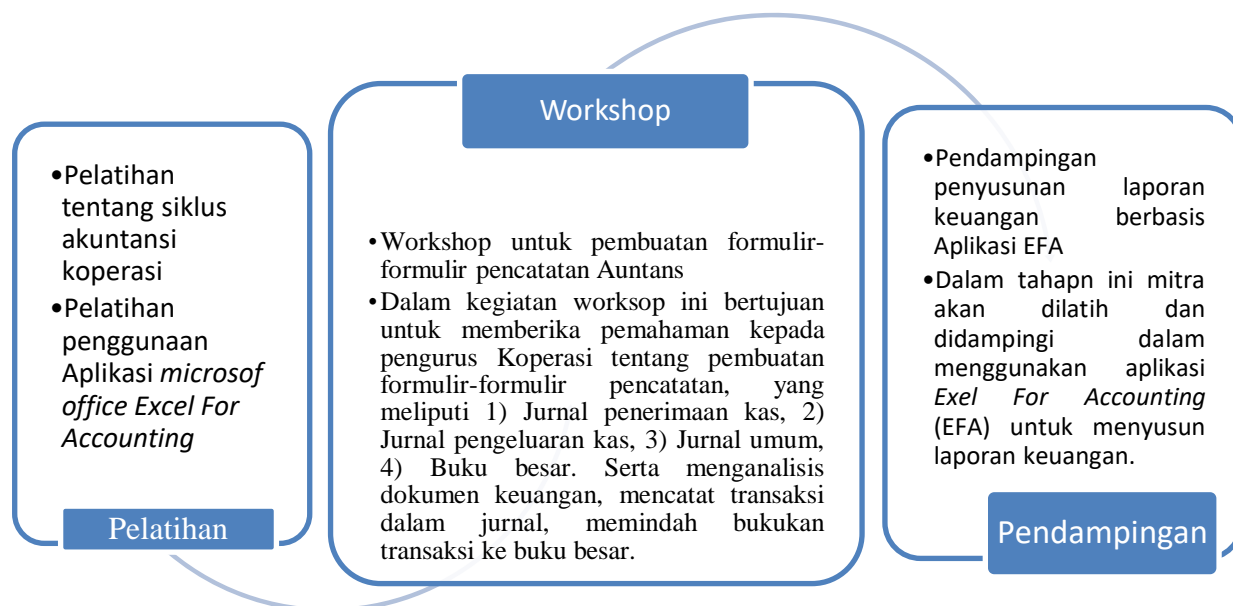 •Pelatihan
tentang siklus
akuntansi
koperasi
•Pelatihan
penggunaan
Aplikasi microsof
office Excel For
Accounting
Pelatihan
Workshop
•Workshop untuk pembuatan formulir-
formulir pencatatan Auntans
•Dalam kegiatan worksop ini bertujuan
untuk memberika pemahaman kepada
pengurus Koperasi tentang pembuatan
formulir-formulir pencatatan, yang
meliputi 1) Jurnal penerimaan kas, 2)
Jurnal pengeluaran kas, 3) Jurnal umum,
4) Buku besar. Serta menganalisis
dokumen keuangan, mencatat transaksi
dalam jurnal, memindah bukukan
transaksi ke buku besar.
•Pendampingan
penyusunan laporan
keuangan berbasis
Aplikasi EFA
•Dalam tahapn ini mitra
akan dilatih dan
didampingi dalam
menggunakan aplikasi
Exel For Accounting
(EFA) untuk menyusun
laporan keuangan.
Pendampingan